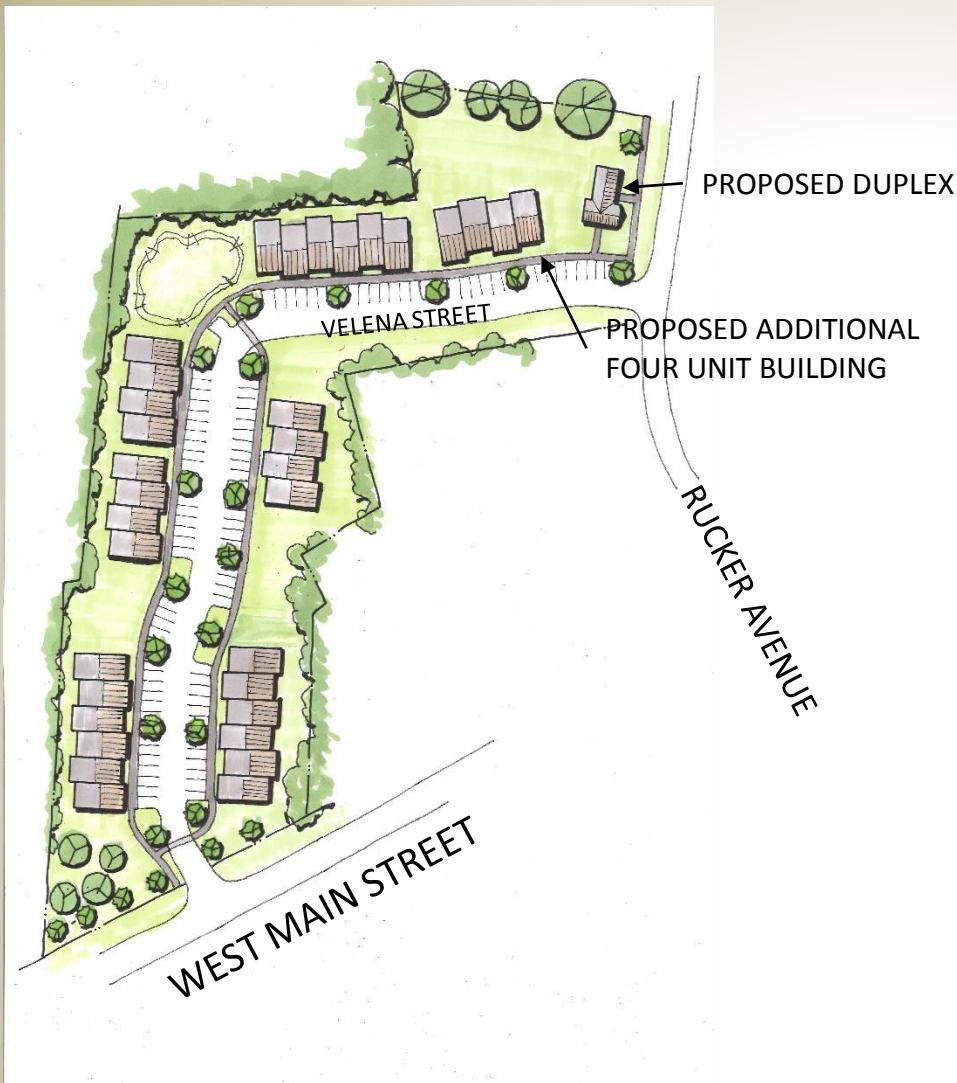 PROPOSED DUPLEX
VELENA STREET
PROPOSED ADDITIONAL
FOUR UNIT BUILDING
RUCKER AVENUE
WEST MAIN STREET